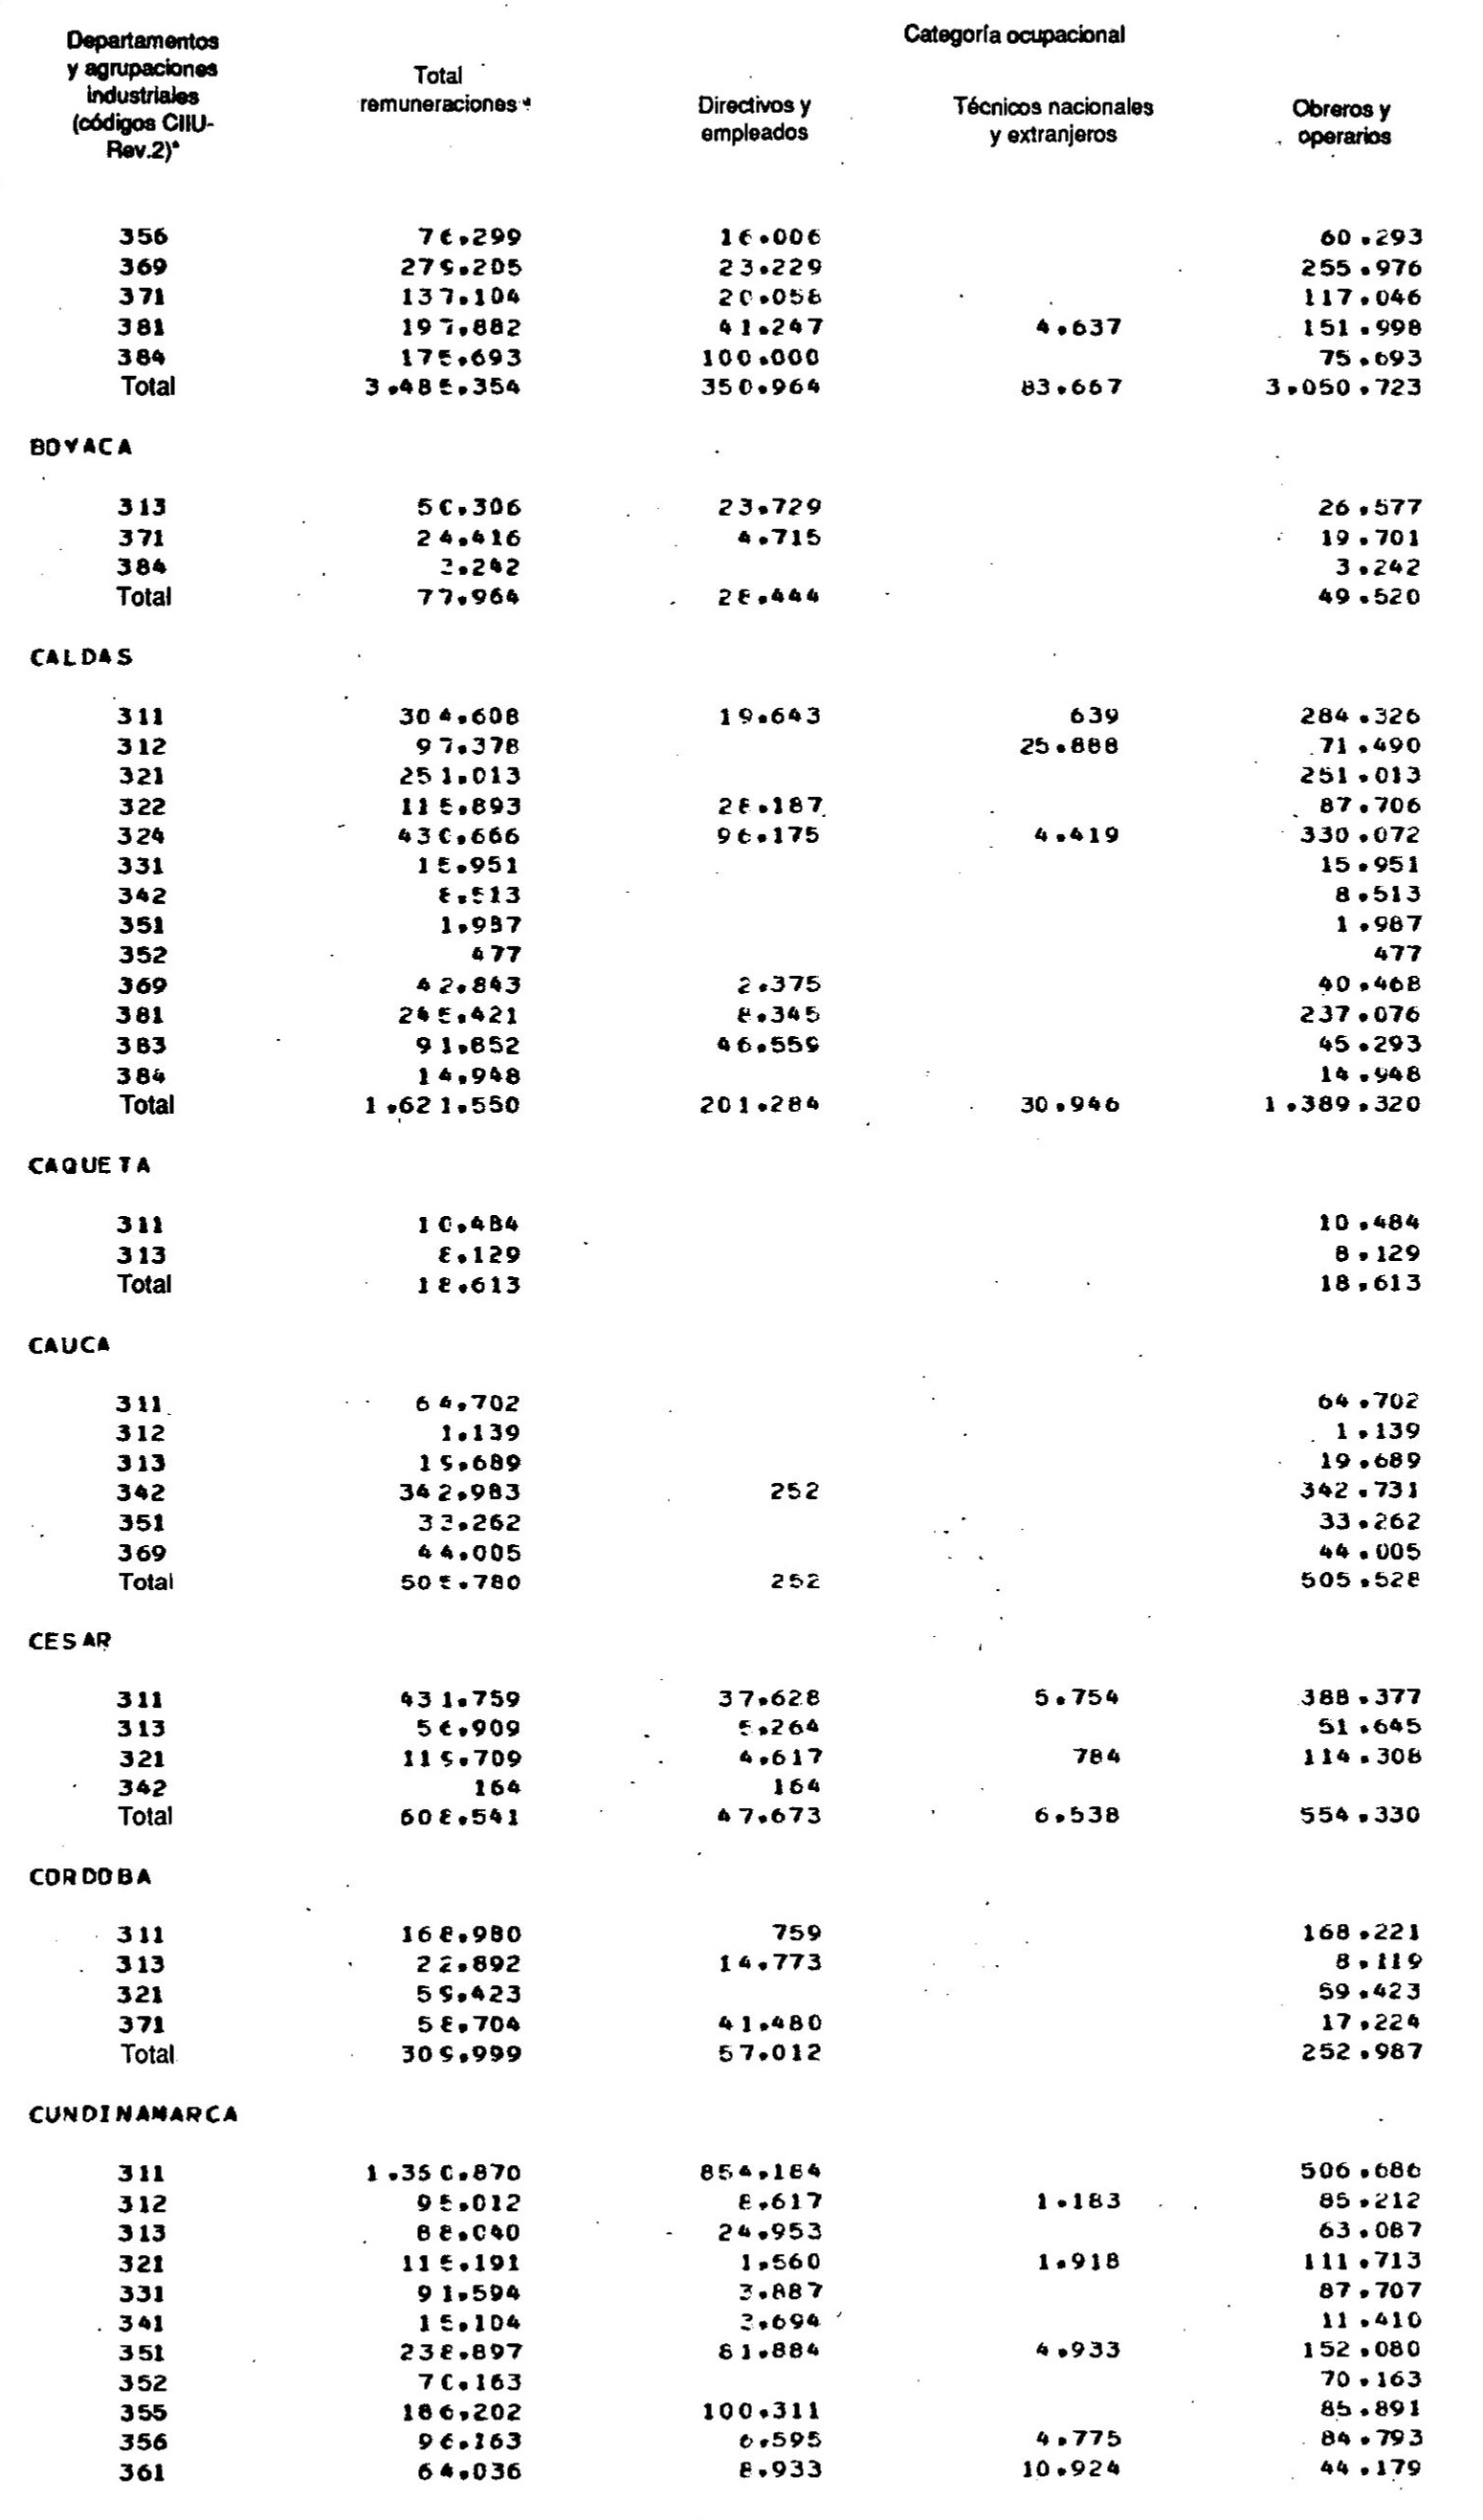 Departamentos y agrupaciones industriales (códigos CIIU-Rev.2)* Total remuneraciones Categoría ocupacional
Directivos y empleados Técnicos nacionales y extranjeros Obreros y operarios
356 76.299 16.006 60.293
369 279.205 23.229 255.976
371 137.104 20.058 117.046
381 197.882 41.247 4.637 151.998
384 175.693 100.000 75.693
Total 3.485.354 350.964 83.667 3.050.723
BOYACA
313 50.306 23.729 26.577
371 24.416 4.715 19.701
384 3.242 3.242
Total 77.964 28.444 49.520
CALDAS
311 304.608 19.643 639 284.326
312 97.378 25.888 71.490
321 251.013 251.013
322 115.893 28.187 87.706
324 430.666 96.175 4.419 330.072
331 15.951 15.951
342 8.513 8.513
351 1.987 1.987
352 477 477
369 42.843 2.375 40.468
381 245.421 8.345 237.076
383 91.852 46.559 45.293
384 14.948 14.948
Total 1.621.550 201.284 30.946 1.389.320
CAQUETA
311 10.484 10.484
313 8.129 8.129
Total 18.613 18.613
CAUCA
311 64.702 64.702
312 1.139 1.139
313 19.689 19.689
342 342.983 252 342.731
351 33.262 33.262
369 44.005 44.005
Total 505.780 252 505.528
CESAR
311 431.759 37.628 5.754 388.377
313 56.909 5.264 51.645
321 119.709 4.617 784 114.308
342 164 164
Total 608.541 47.673 6.538 554.330
CORDOBA
311 168.980 759 168.221
313 22.892 14.773 8.119
321 59.423 59.423
371 58.704 41.480 17.224
Total 309.999 57.012 252.987
CUNDINAMARCA
311 1.350.870 854.184 506.686
312 95.012 8.617 1.183 85.212
313 88.040 24.953 63.087
321 115.191 1.560 1.918 111.713
331 91.594 3.887 87.707
341 15.104 3.694 11.410
351 238.897 81.884 4.933 152.080
352 70.163 70.163
355 186.202 100.311 85.891
356 96.163 6.595 4.775 84.793
361 64.036 8.933 10.924 44.179